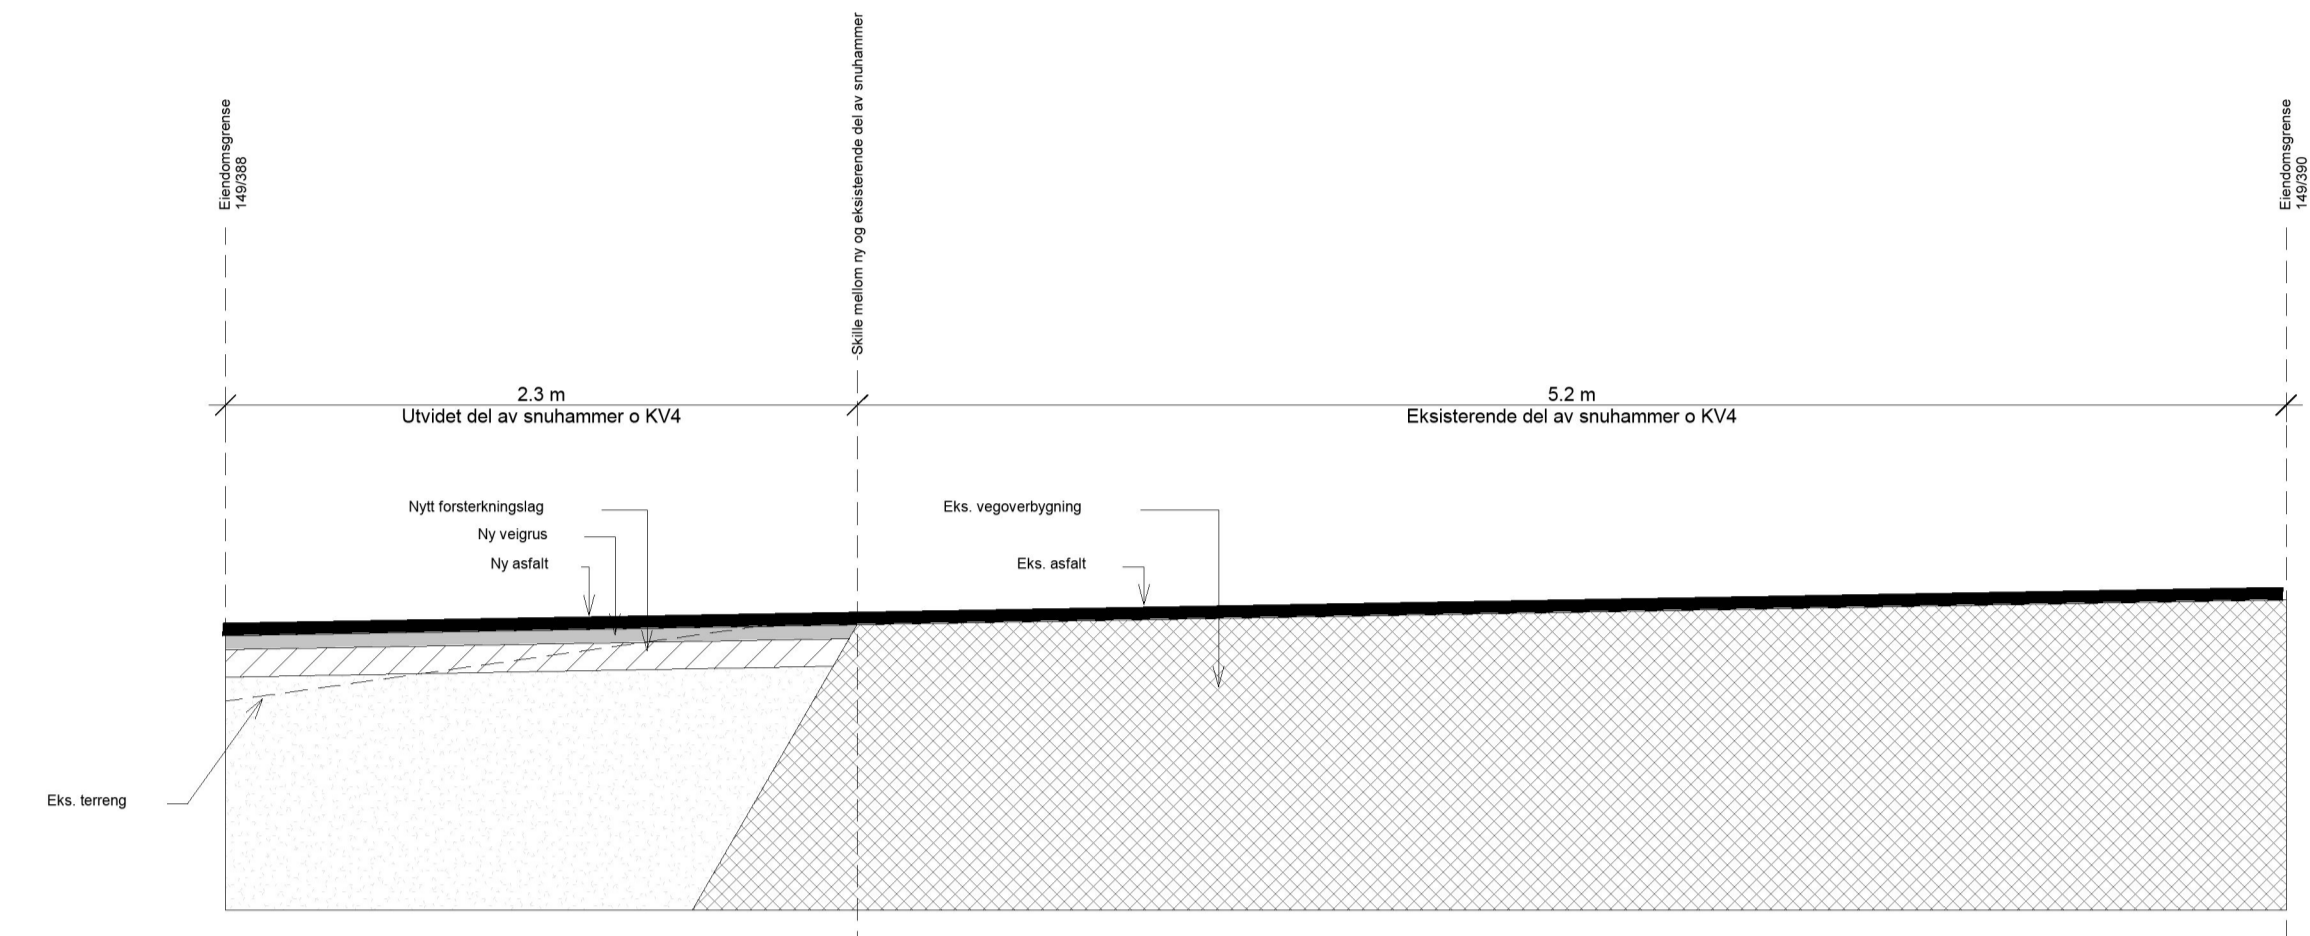 Eiendomsgrense
149/388
Skille mellom ny og eksisterende del av snuhammer
Eiendomsgrense
149/390
2.3 m
Utvidet del av snuhammer o KV4
5.2 m
Eksisterende del av snuhammer o KV4
Nytt forsterkningslag
Ny veigrus
Ny asfalt
Eks. vegoverbygning
Eks. asfalt
Eks. terreng